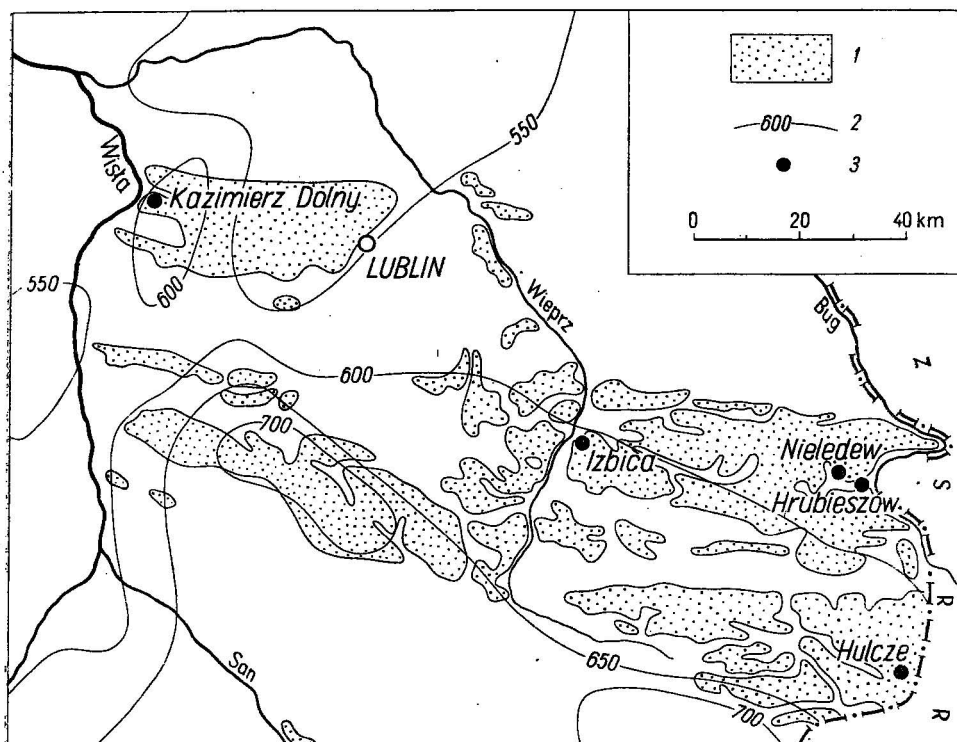 1
600
2
3
0
20
40 km
550
Wisła
Kazimierz Dolny
LUBLIN
600
550
Wieprz
Bug
Z
600
700
Izbica
Nieledew
Hrubieszów
S
R
650
Hulcze
San
700
R